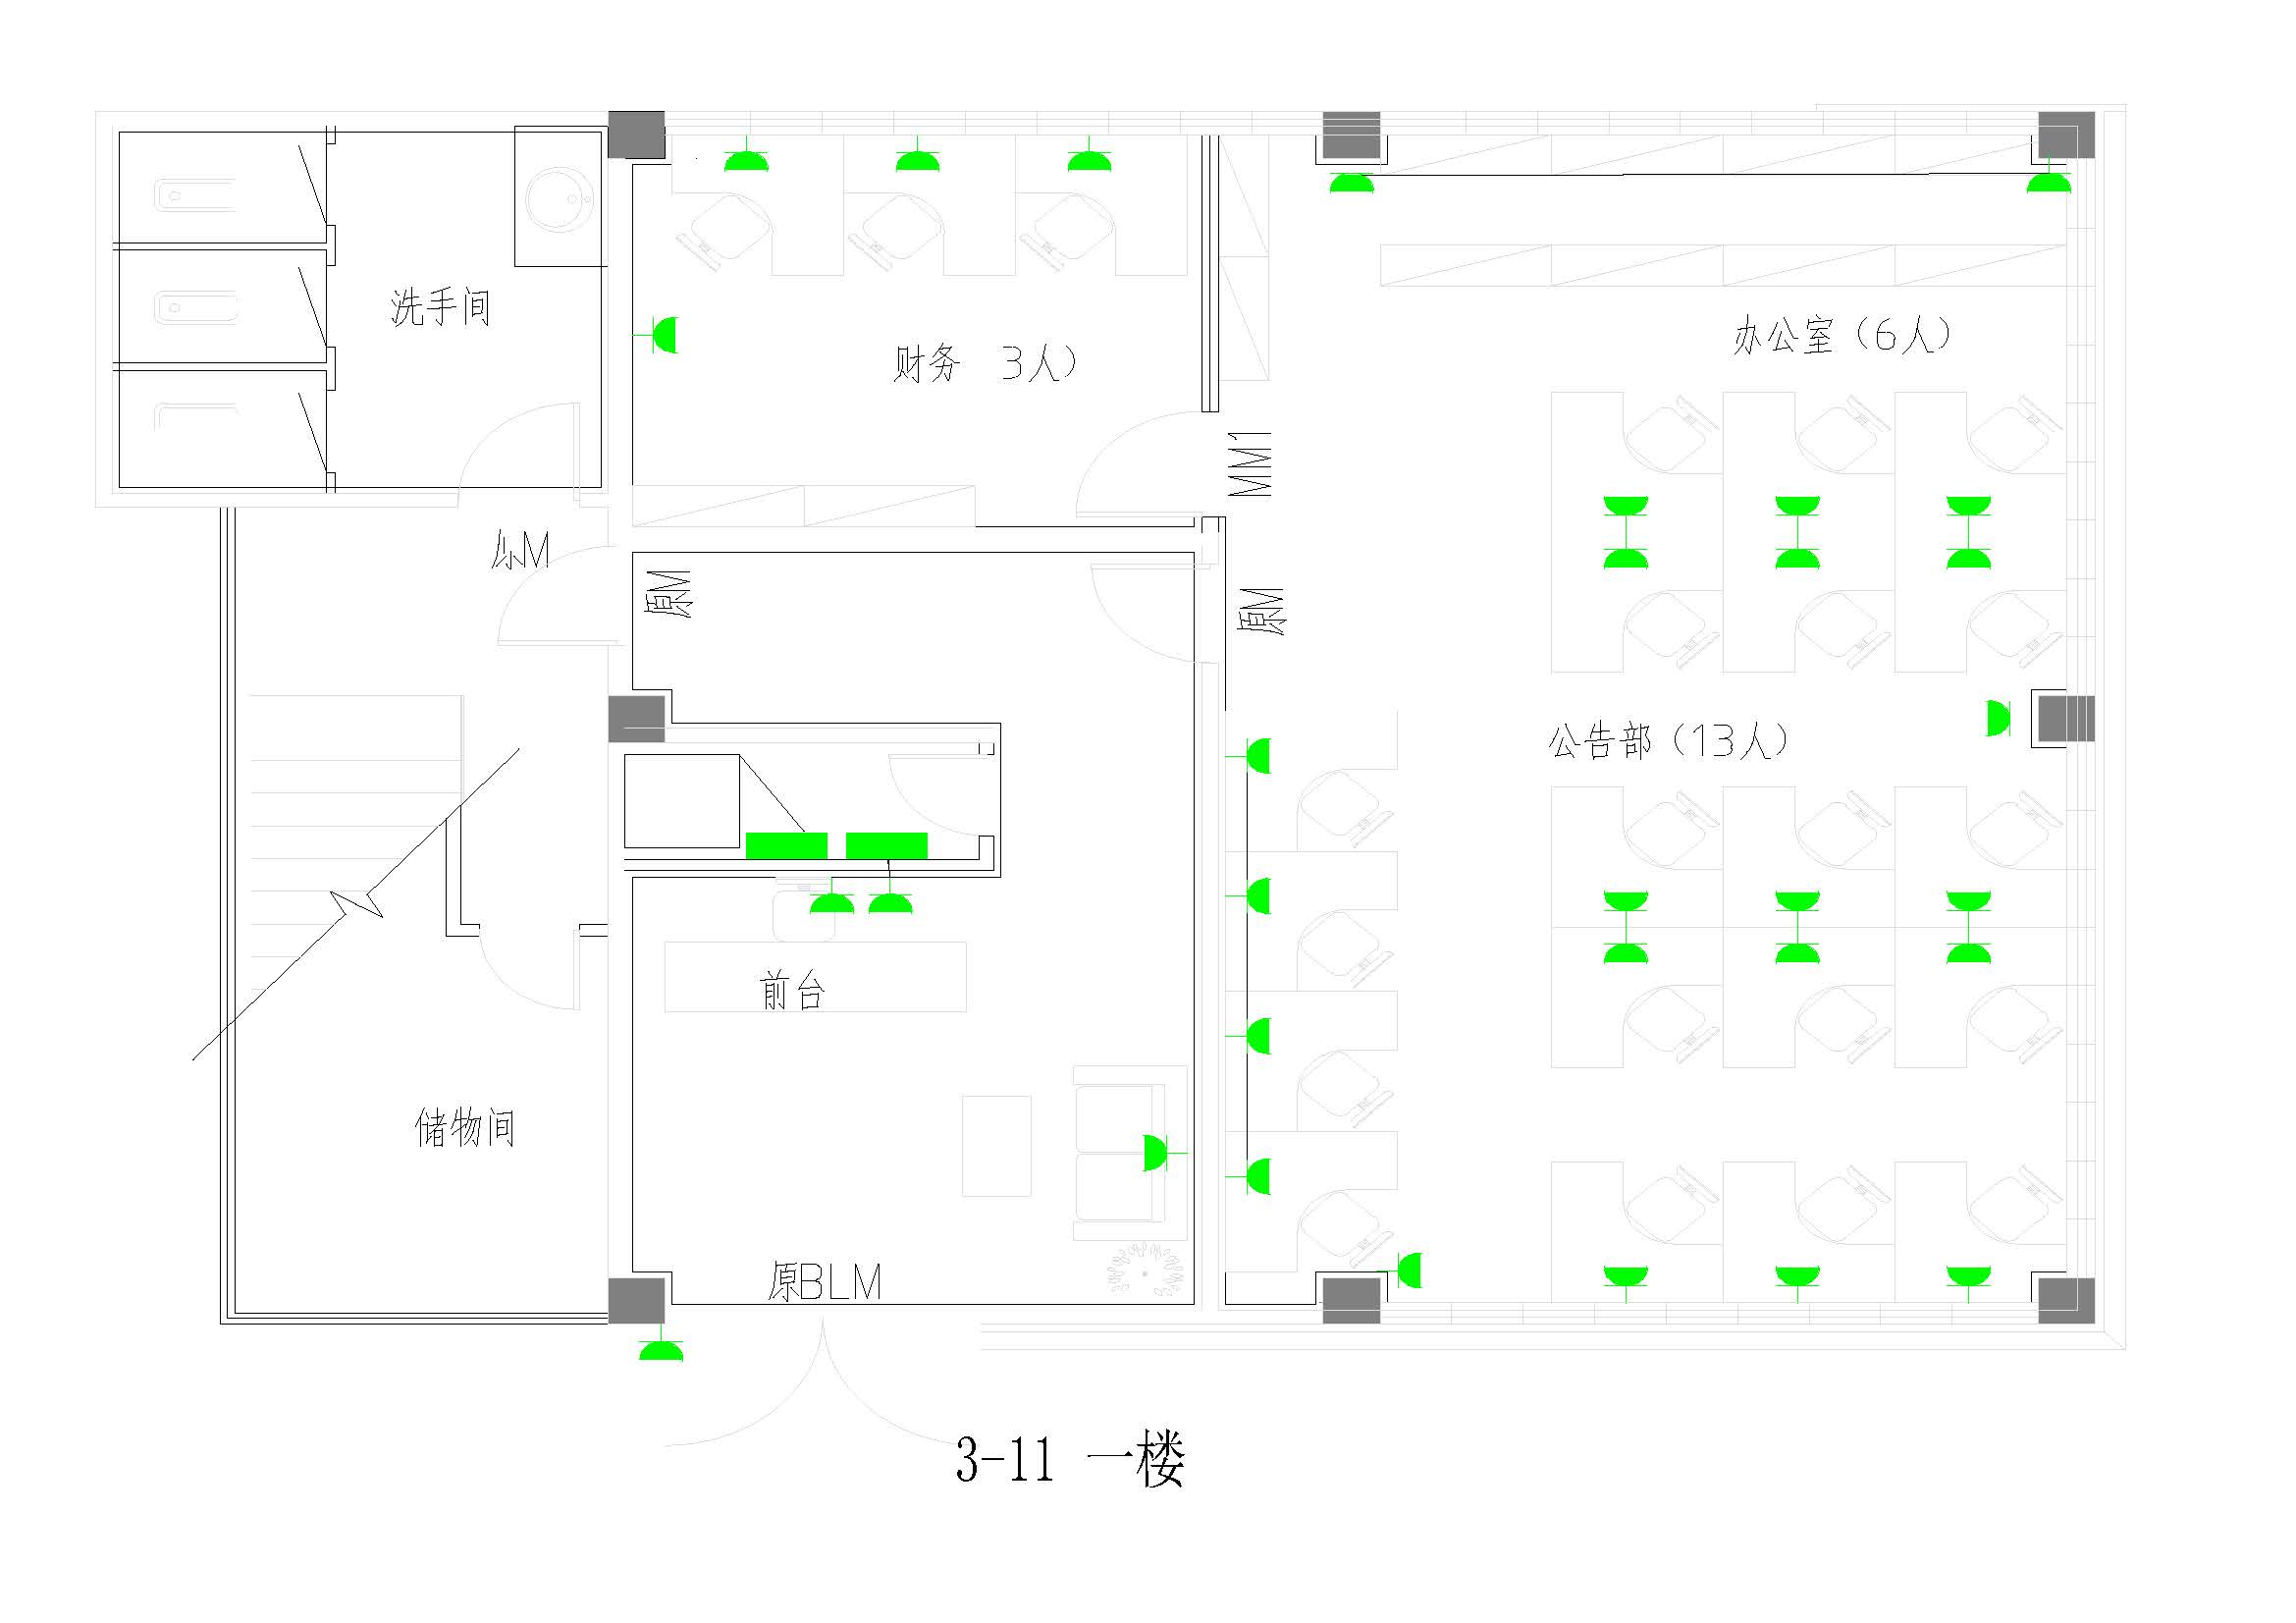 洗手间
办公室（6人）
财务 3人）
MM1
原M
原M
原M
公告部（13人）
前台
储物间
原BLM
3-11 一楼